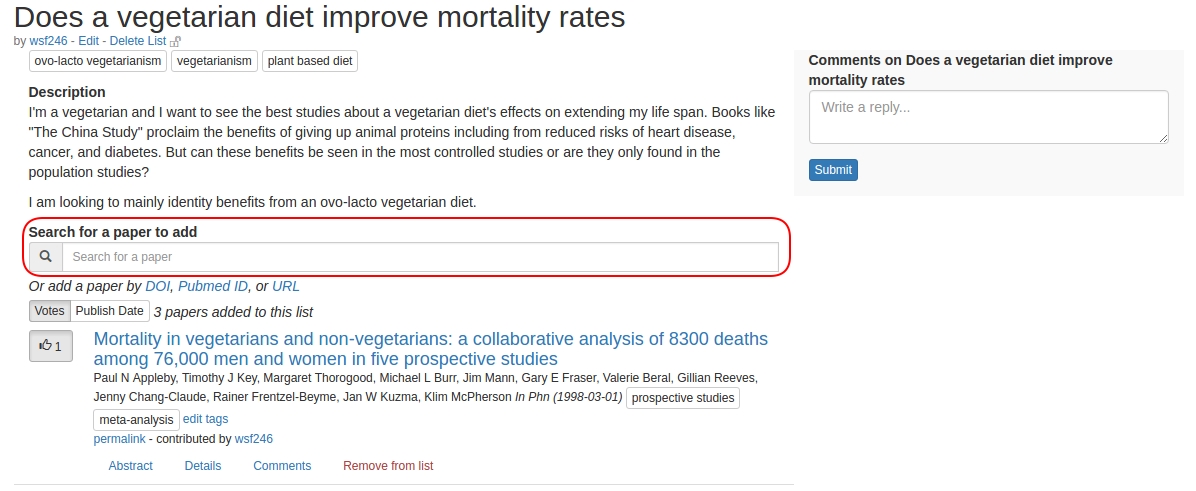 Does a vegetarian diet improve mortality rates
by wsf246 - Edit - Delete List
ovo-lacto vegetarianism vegetarianism plant based diet
Description
I'm a vegetarian and I want to see the best studies about a vegetarian diet's effects on extending my life span. Books like
"The China Study" proclaim the benefits of giving up animal proteins including from reduced risks of heart disease,
cancer, and diabetes. But can these benefits be seen in the most controlled studies or are they only found in the
population studies?
I am looking to mainly identity benefits from an ovo-lacto vegetarian diet.
Search for a paper to add
Search for a paper
Or add a paper by DOI, Pubmed ID, or URL
Votes Publish Date 3 papers added to this list
1
Mortality in vegetarians and non-vegetarians: a collaborative analysis of 8300 deaths
among 76,000 men and women in five prospective studies
Paul N Appleby, Timothy J Key, Margaret Thorogood, Michael L Burr, Jim Mann, Gary E Fraser, Valerie Beral, Gillian Reeves,
Jenny Chang-Claude, Rainer Frentzel-Beyme, Jan W Kuzma, Klim McPherson In Phn (1998-03-01) prospective studies
meta-analysis edit tags
permalink - contributed by wsf246
Abstract Details Comments Remove from list
Comments on Does a vegetarian diet improve
mortality rates
Write a reply...
Submit